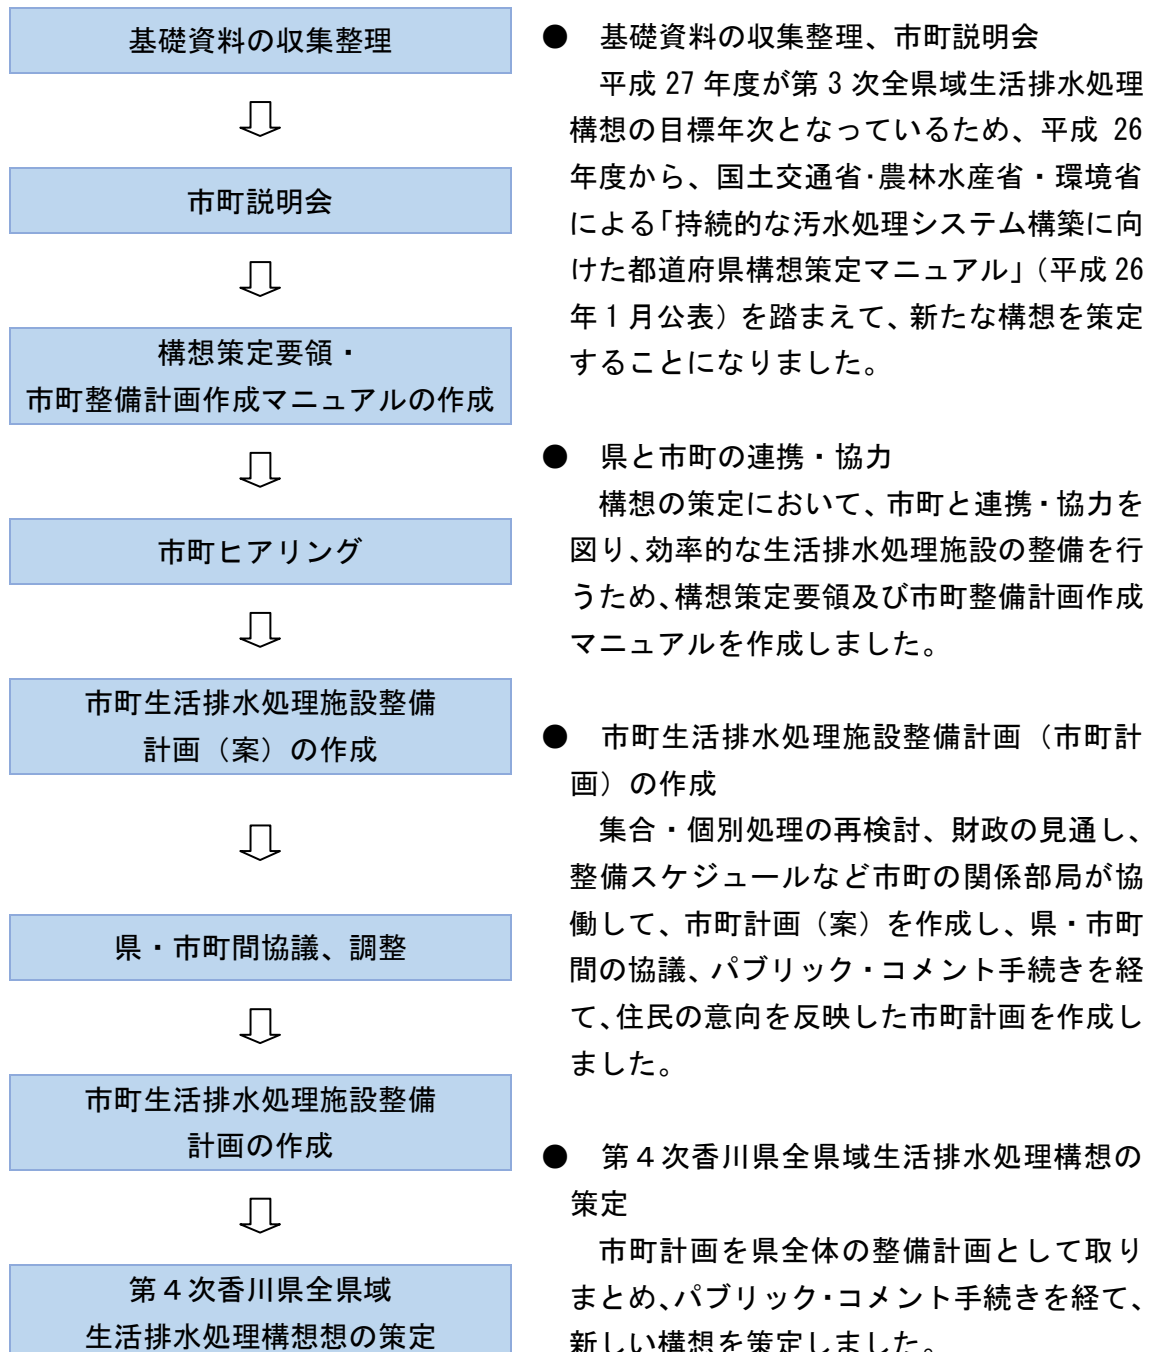 基礎資料の収集整理
市町説明会
構想策定要領・
市町整備計画作成マニュアルの作成
市町ヒアリング
市町生活排水処理施設整備
計画（案）の作成
県・市町間協議、調整
市町生活排水処理施設整備
計画の作成
第４次香川県全県域
生活排水処理構想想の策定
● 基礎資料の収集整理、市町説明会
平成 27 年度が第 3 次全県域生活排水処理
構想の目標年次となっているため、平成 26
年度から、国土交通省・農林水産省・環境省
による「持続的な汚水処理システム構築に向
けた都道府県構想策定マニュアル」（平成 26
年 1 月公表）を踏まえて、新たな構想を策定
することになりました。
● 県と市町の連携・協力
構想の策定において、市町と連携・協力を
図り、効率的な生活排水処理施設の整備を行
うため、構想策定要領及び市町整備計画作成
マニュアルを作成しました。
● 市町生活排水処理施設整備計画（市町計
画）の作成
集合・個別処理の再検討、財政の見通し、
整備スケジュールなど市町の関係部局が協
働して、市町計画（案）を作成し、県・市町
間の協議、パブリック・コメント手続きを経
て、住民の意向を反映した市町計画を作成し
ました。
● 第４次香川県全県域生活排水処理構想の
策定
市町計画を県全体の整備計画として取り
まとめ、パブリック・コメント手続きを経て、
新しい構想を策定しました。